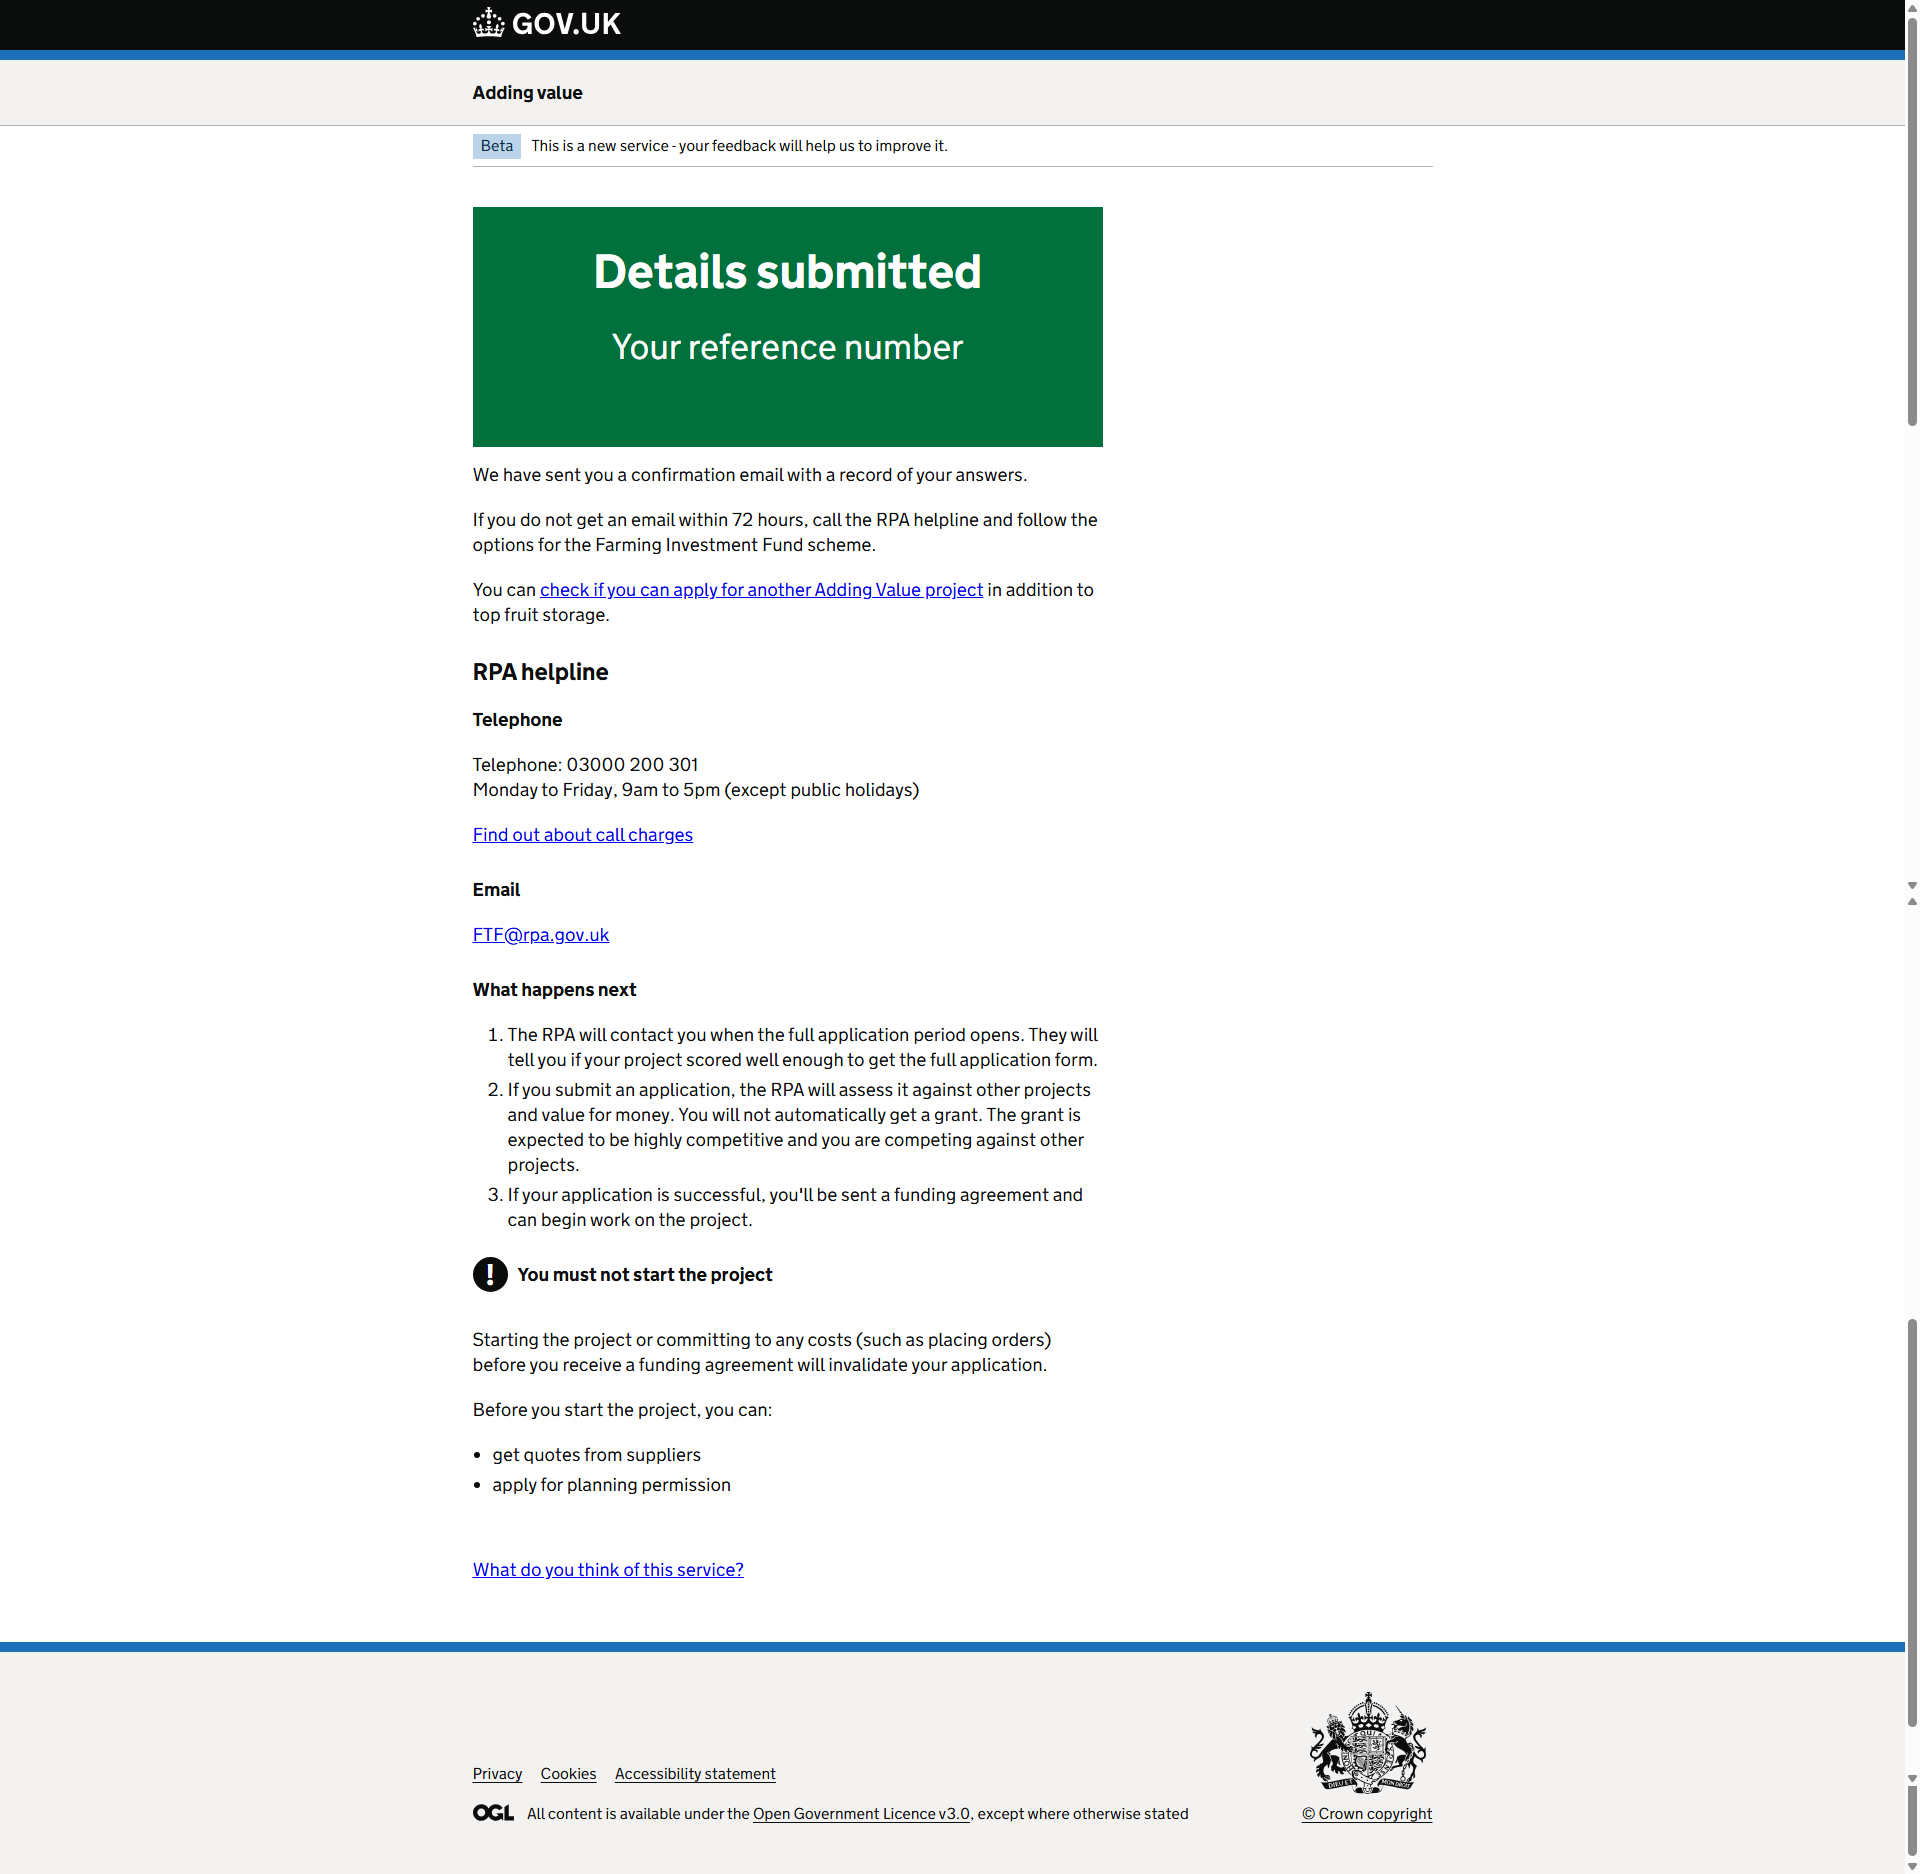 GOV.UK
Adding value
Beta This is a new service - your feedback will help us to improve it.
Details submitted
Your reference number
We have sent you a confirmation email with a record of your answers.
If you do not get an email within 72 hours, call the RPA helpline and follow the
options for the Farming Investment Fund scheme.
You can check if you can apply for another Adding Value project in addition to
top fruit storage.
RPA helpline
Telephone
Telephone: 03000 200 301
Monday to Friday, 9am to 5pm (except public holidays)
Find out about call charges
Email
FTF@rpa.gov.uk
What happens next
1. The RPA will contact you when the full application period opens. They will
tell you if your project scored well enough to get the full application form.
2. If you submit an application, the RPA will assess it against other projects
and value for money. You will not automatically get a grant. The grant is
expected to be highly competitive and you are competing against other
projects.
3. If your application is successful, you'll be sent a funding agreement and
can begin work on the project.
! You must not start the project
Starting the project or committing to any costs (such as placing orders)
before you receive a funding agreement will invalidate your application.
Before you start the project, you can:
• get quotes from suppliers
• apply for planning permission
What do you think of this service?
Privacy Cookies Accessibility statement
OGL All content is available under the Open Government Licence v3.0, except where otherwise stated
© Crown copyright